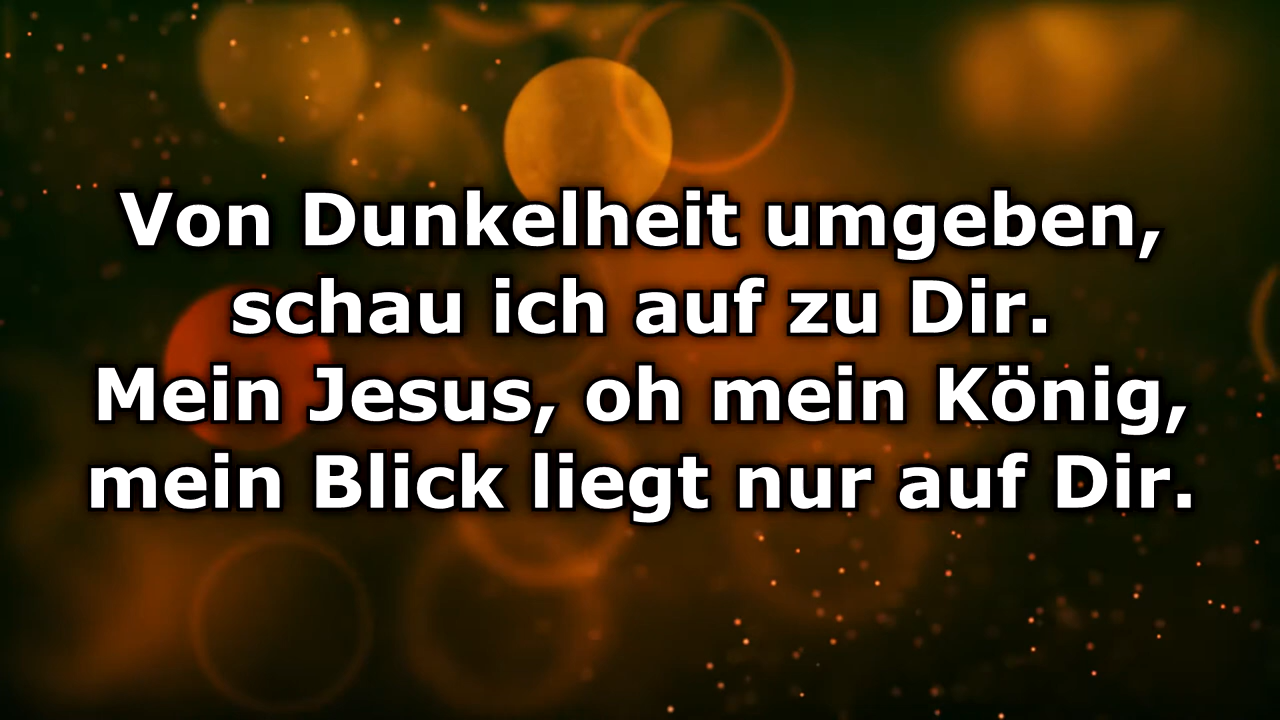 Von Dunkelheit umgeben,
schau ich auf zu Dir.
Mein Jesus, oh mein König,
mein Blick liegt nur auf Dir.